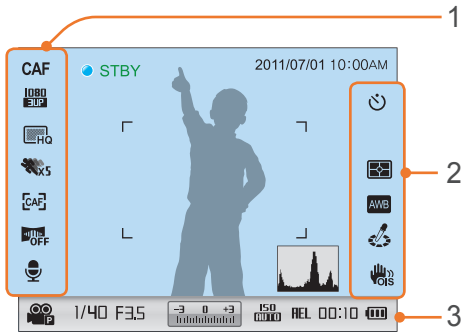 1
CAF
STBY
2011/07/01 10:00AM
1080
30P
HQ
X5
CAF
OFF
AWB
OIS
2
P
1/40 F3.5
-3 0 +3
ISO
AUTO
REC 00:10
3